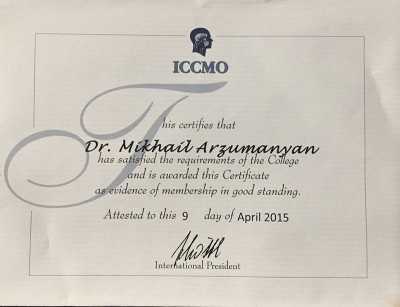 ICCMO
This certifies that
Dr. Mikhail Arzumanyan
has satisfied the requirements of the College
and is awarded this Certificate
as evidence of membership in good standing.
Attested to this 9 day of April 2015
International President